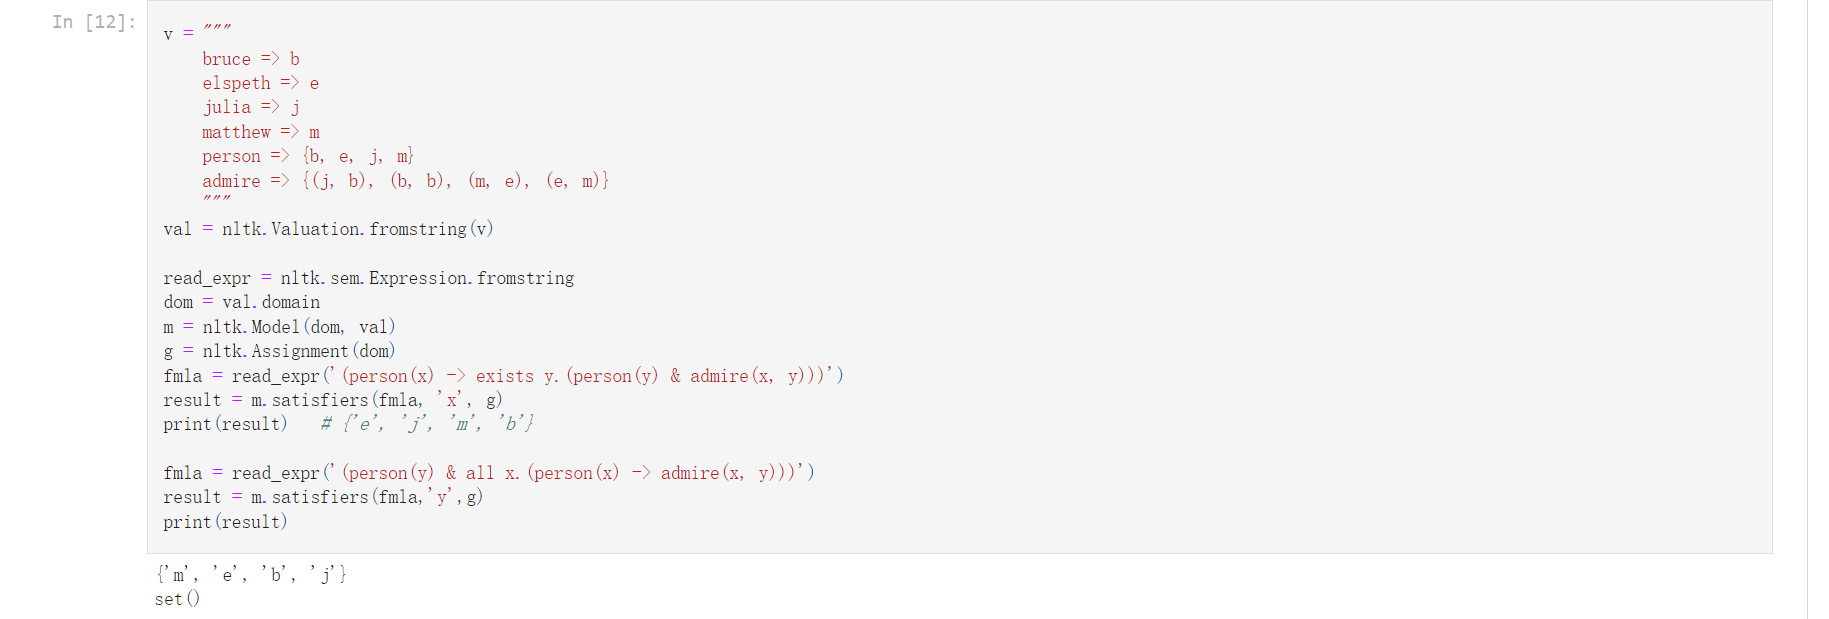 In [12]:
v = """
    bruce => b
    elspeth => e
    julia => j
    matthew => m
    person => {b, e, j, m}
    admire => {(j, b), (b, b), (m, e), (e, m)}
    """
val = nltk.Valuation.fromstring(v)
read_expr = nltk.sem.Expression.fromstring
dom = val.domain
m = nltk.Model(dom, val)
g = nltk.Assignment(dom)
fmla = read_expr('(person(x) -> exists y.(person(y) & admire(x, y)))')
result = m.satisfiers(fmla, 'x', g)
print(result)   # {'e', 'j', 'm', 'b'}
fmla = read_expr('(person(y) & all x.(person(x) -> admire(x, y)))')
result = m.satisfiers(fmla,'y',g)
print(result)
{'m', 'e', 'b', 'j'}
set()